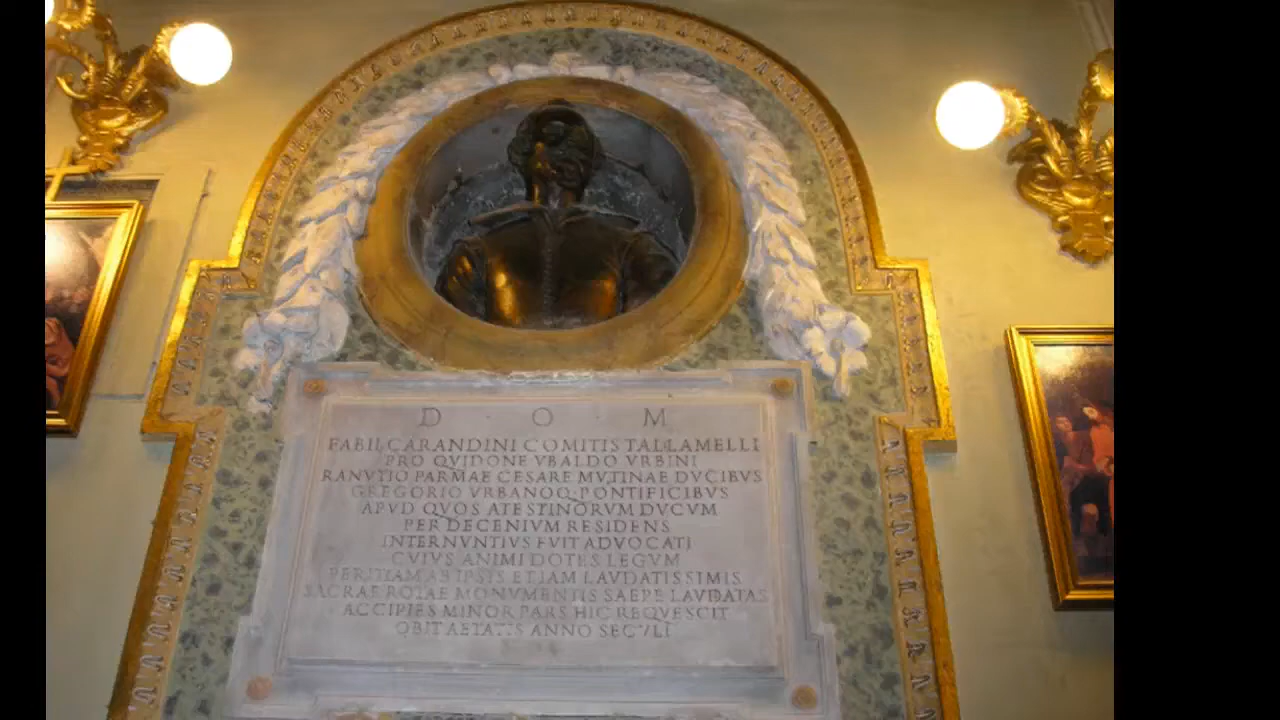 D O M
FABII CARANDINI COMITIS TALLAMELLI
PRO QVIDONE VBALDO VRBINI
RANVTIO PARMAE CESARE MVTINAE DVCIBVS
GREGORIO VRBANOQ PONTIFICIBVS
APVD QVOS ATESTINORVM DVCVM
PER DECENIVM RESIDENS
INTERNVNTIVS FVIT ADVOCATI
CVIVS ANIMI DOTES LEGVM
PERITIAM AB IPSIS ETIAM LAVDATISSIMIS
SACRAE ROTAE MONVMENTIS SAEPE LAVDATAS
ACCIPIES MINOR PARS HIC REQVESCIT
OBIT AETATIS ANNO